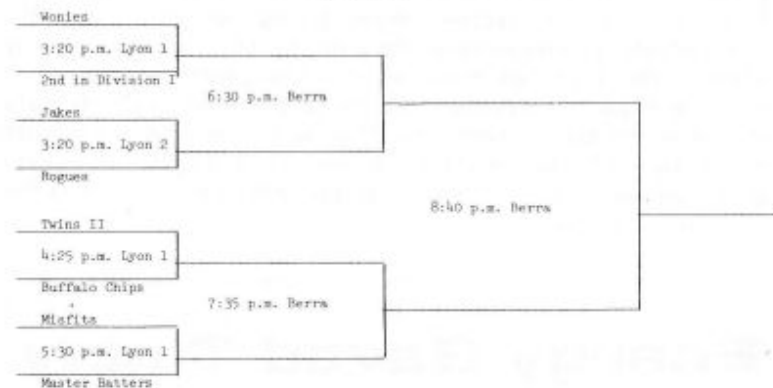 Wonies
3:20 p.m. Lyon 1
2nd in Division I
6:30 p.m. Berra
Jakes
3:20 p.m. Lyon 2
Rogues
8:40 p.m. Berra
Twins II
4:25 p.m. Lyon 1
Buffalo Chips
7:35 p.m. Berra
Misfits
5:30 p.m. Lyon 1
Master Batters